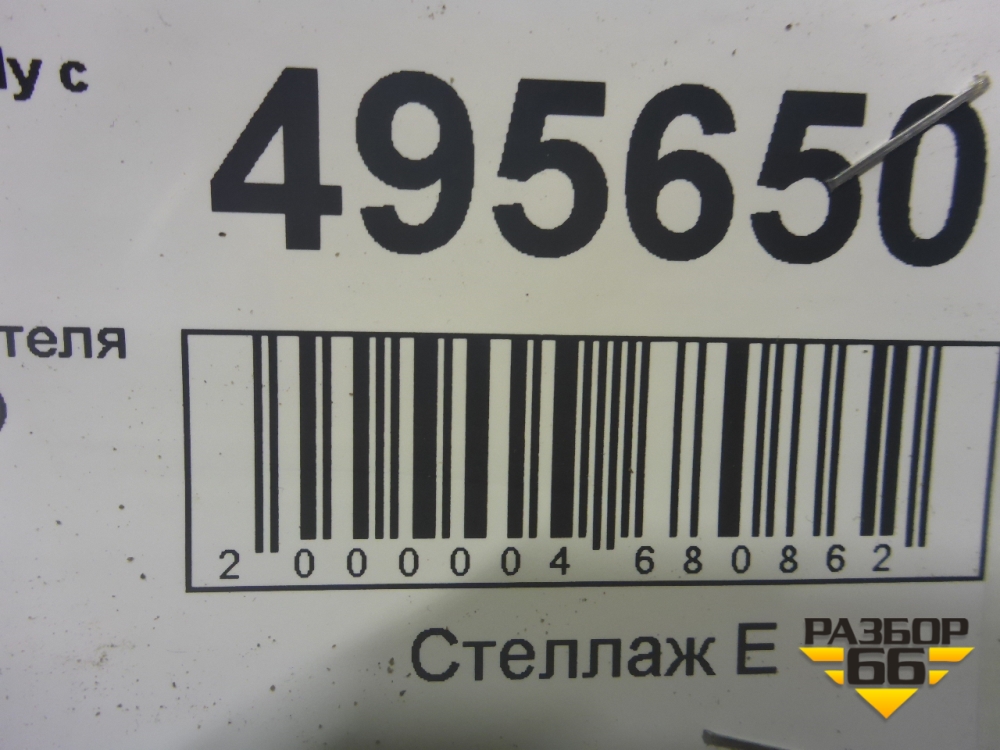 с
495650
теля
2 000004 680862
Стеллаж Е
РАЗБОР
66